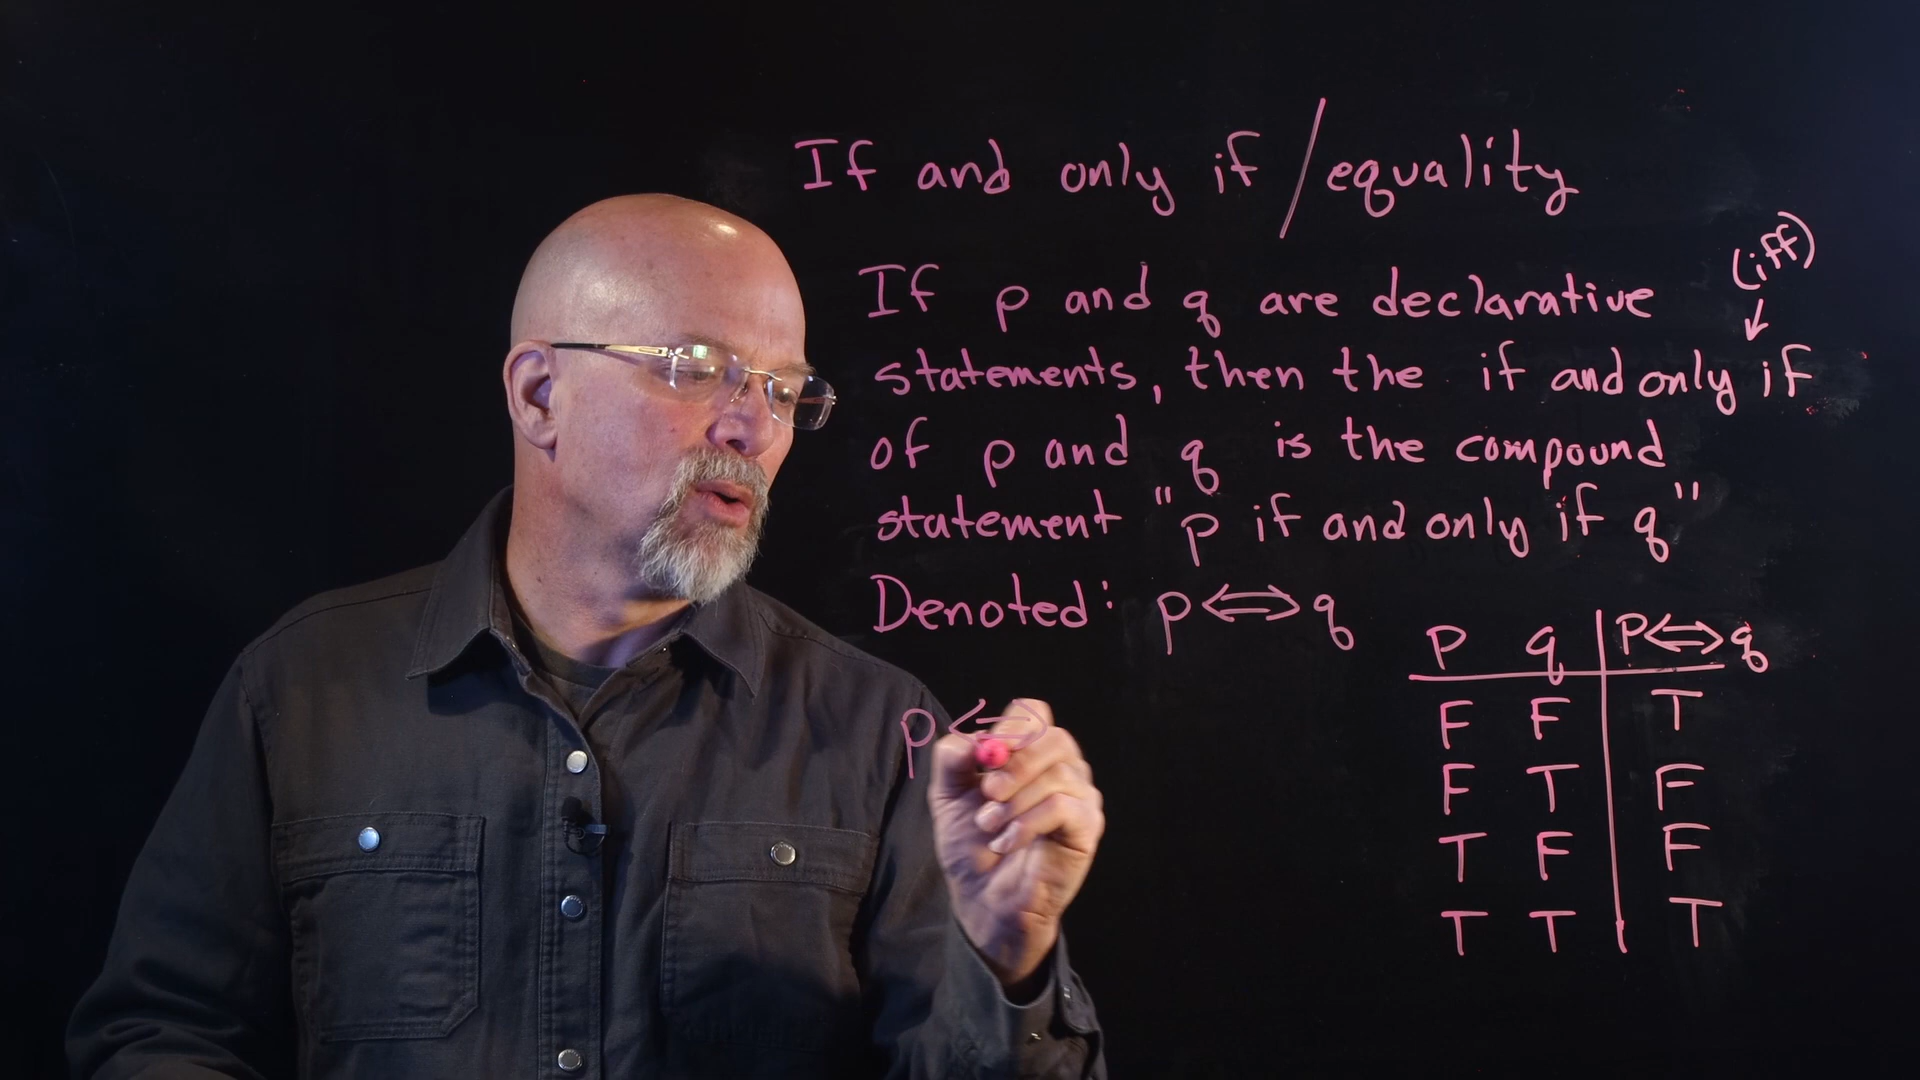 If and only if / equality
(iff)
If p and q are declarative
statements, then the if and only if
of p and q is the compound
statement "p if and only if q"
Denoted: p ⟺ q
p q | p ⟺ q
F F | T
F T | F
T F | F
T T | T
p ⟺